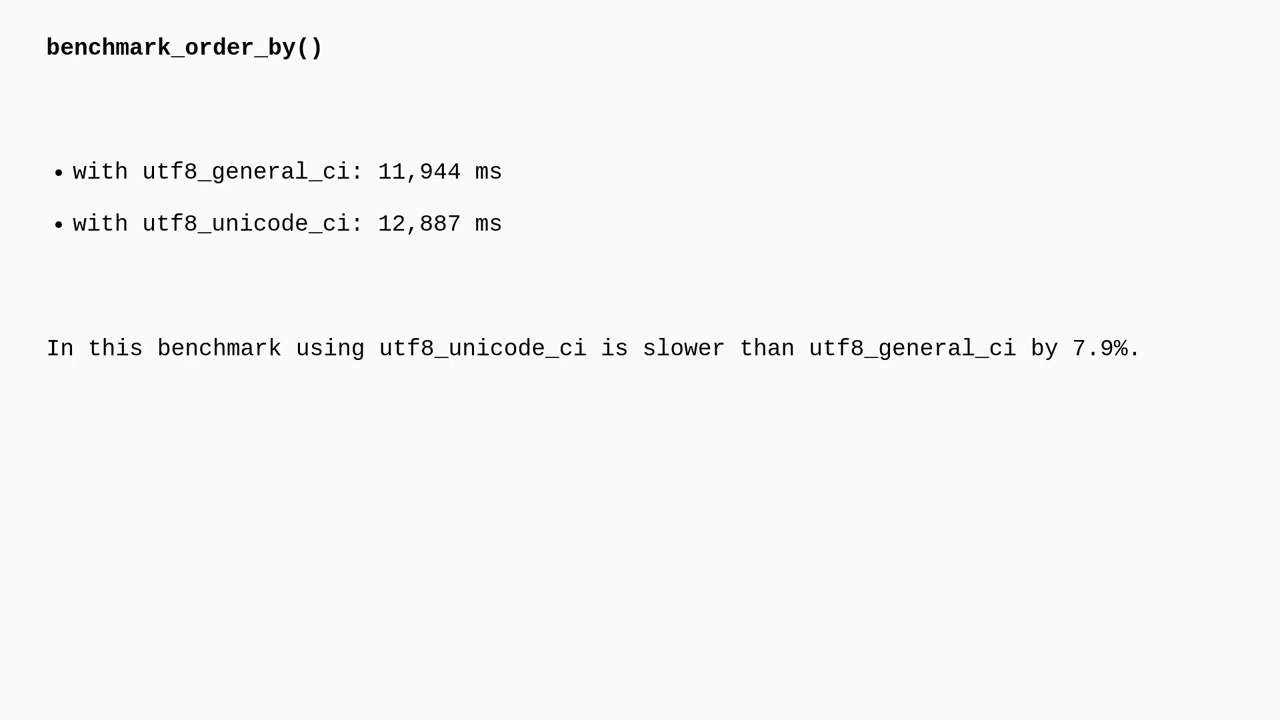 benchmark_order_by()
• with utf8_general_ci: 11,944 ms
• with utf8_unicode_ci: 12,887 ms
In this benchmark using utf8_unicode_ci is slower than utf8_general_ci by 7.9%.